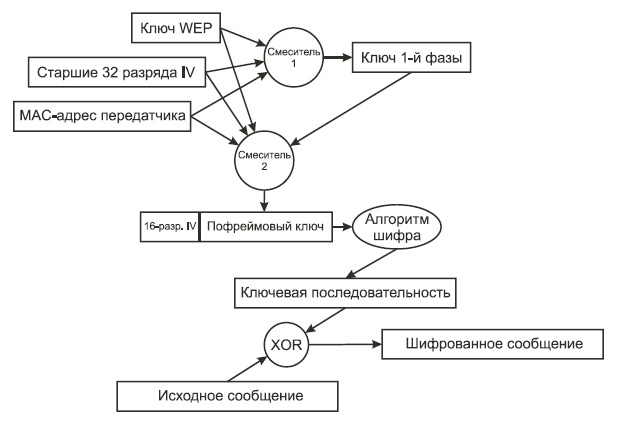 Ключ WEP
Смеситель
1
Ключ 1-й фазы
Старшие 32 разряда IV
MAC-адрес передатчика
Смеситель
2
16-разр. IV
Пофреймовый ключ
Алгоритм
шифра
Ключевая последовательность
XOR
Шифрованное сообщение
Исходное сообщение